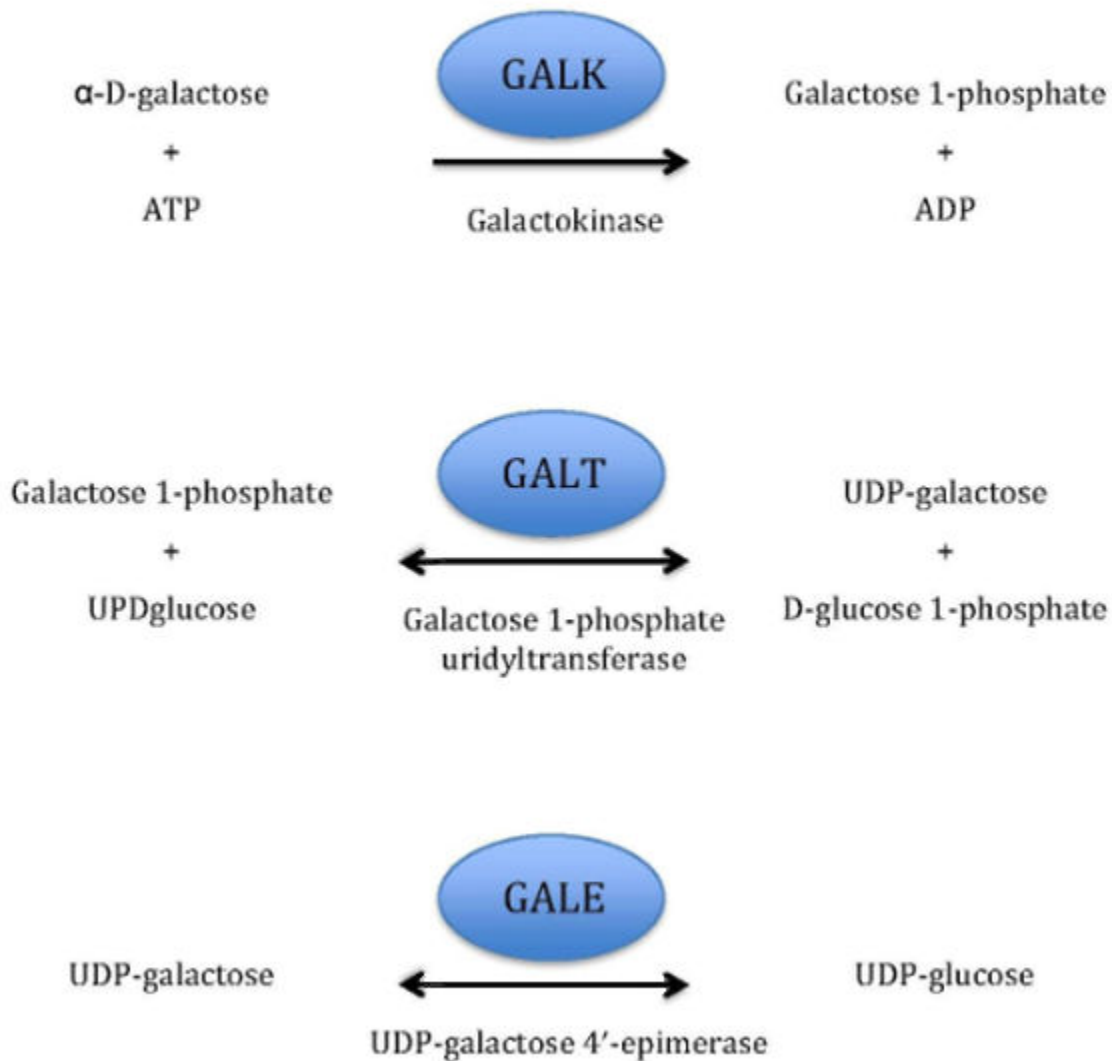 GALK
α-D-galactose
+
ATP
Galactokinase
Galactose 1-phosphate
+
ADP
GALT
Galactose 1-phosphate
+
UPDglucose
Galactose 1-phosphate
uridyltransferase
UDP-galactose
+
D-glucose 1-phosphate
GALE
UDP-galactose
UDP-galactose 4′-epimerase
UDP-glucose